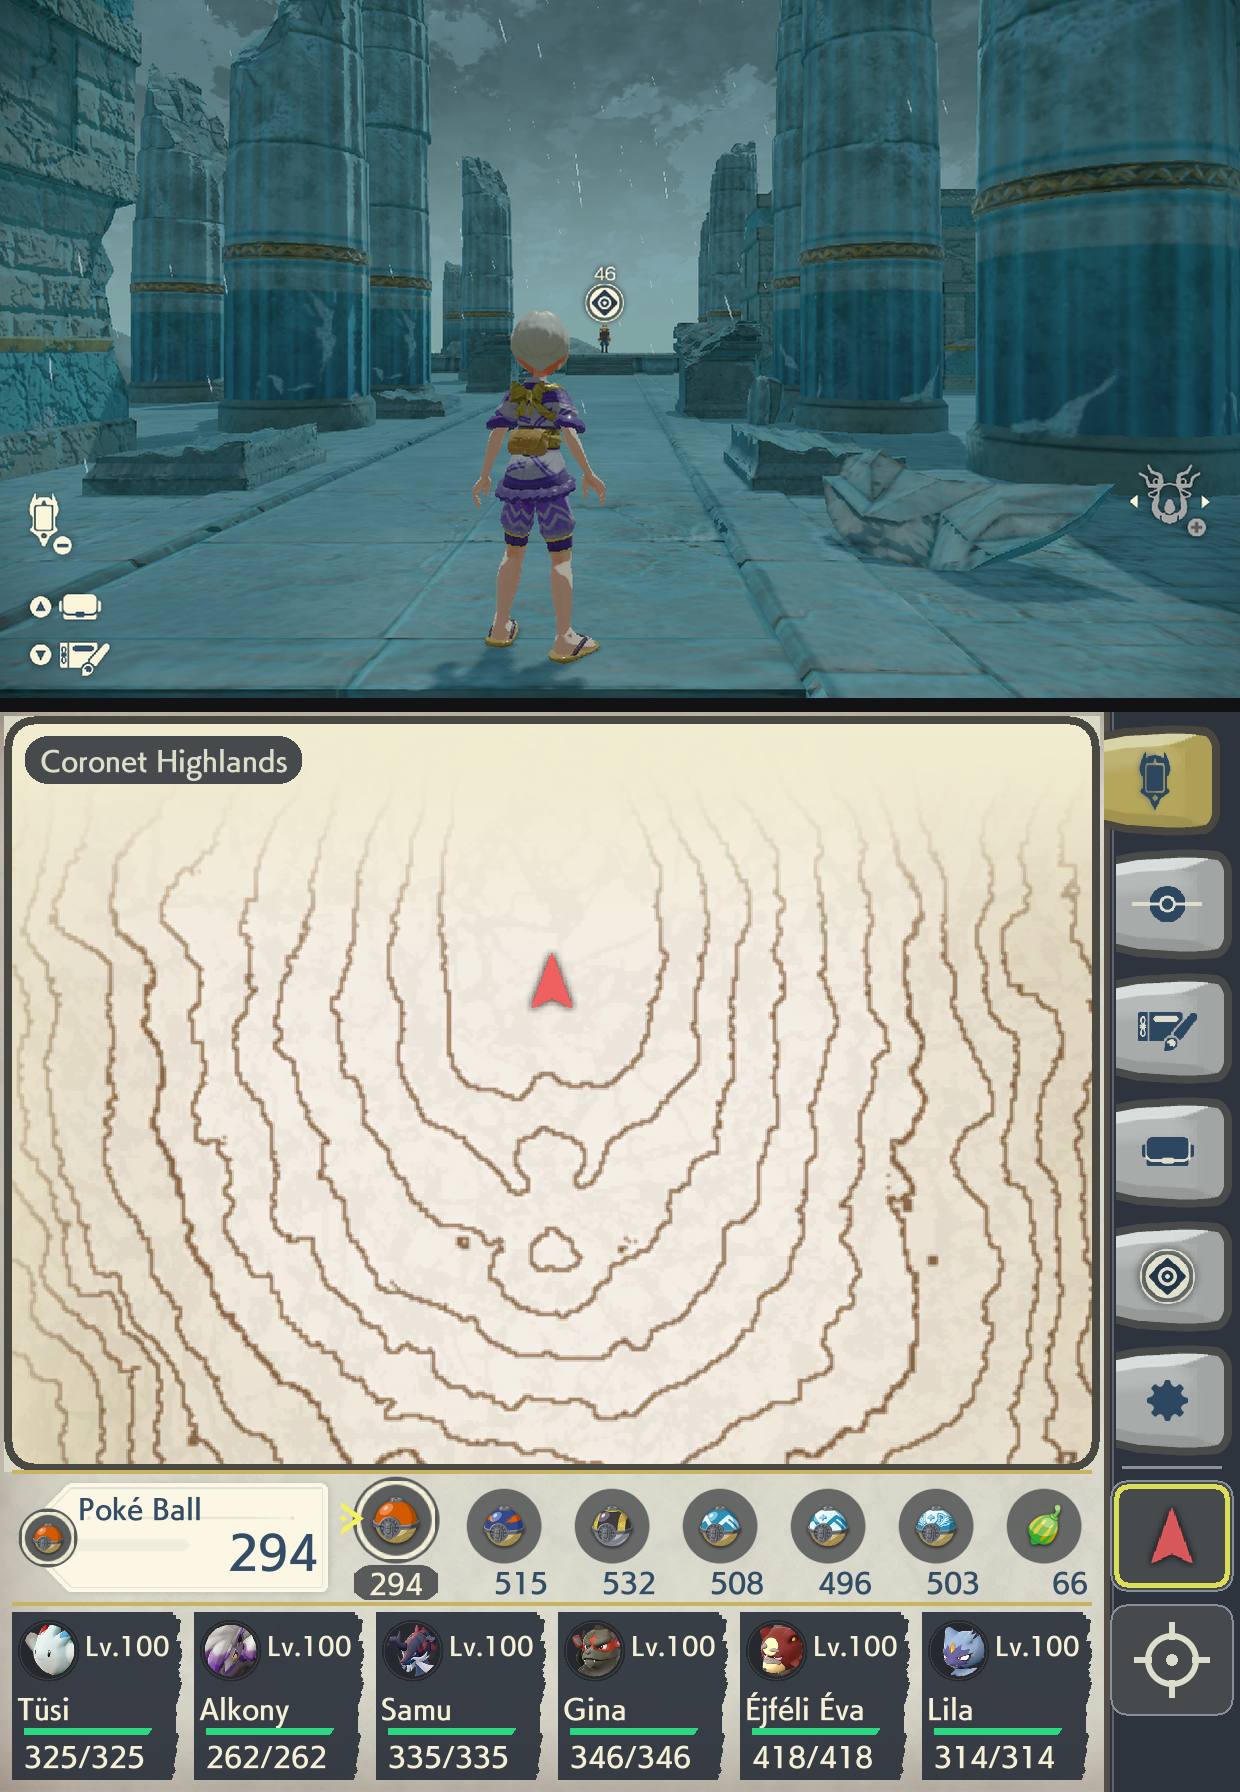 46
Coronet Highlands
Poké Ball
294
294 515 532 508 496 503 66
Lv.100 Lv.100 Lv.100 Lv.100 Lv.100 Lv.100
Tüsi Alkony Samu Gina Éjféli Éva Lila
325/325 262/262 335/335 346/346 418/418 314/314